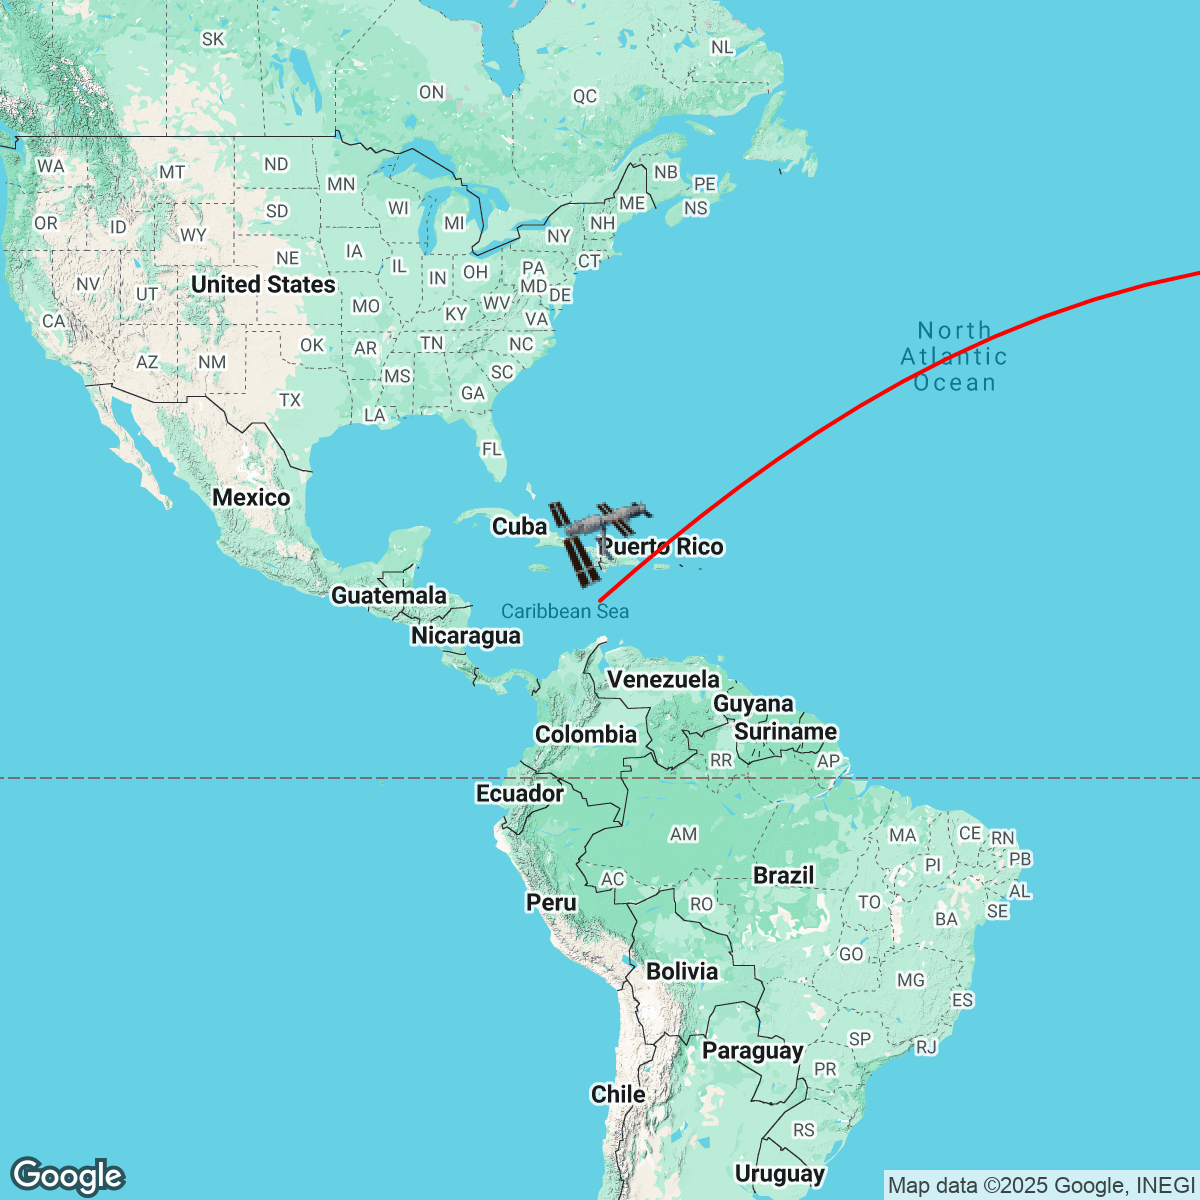 SK
NL
ON
QC
WA
MT
ND
MN
NB
PE
OR
ID
SD
WI
MI
ME
NS
WY
NY
NH
IA
NE
IL
IN
OH
PA
CT
NV
UT
United States
MD
DE
MO
KY
WV
VA
CA
AZ
NM
OK
AR
TN
NC
North
Atlantic
Ocean
MS
SC
TX
LA
GA
FL
Mexico
Cuba
Puerto Rico
Guatemala
Caribbean Sea
Nicaragua
Venezuela
Guyana
Colombia
Suriname
RR
AP
Ecuador
AM
MA
CE
RN
PI
PB
Brazil
AC
AL
Peru
RO
TO
SE
BA
GO
Bolivia
MG
ES
SP
RJ
Paraguay
PR
Chile
RS
Uruguay
Google
Map data ©2025 Google, INEGI